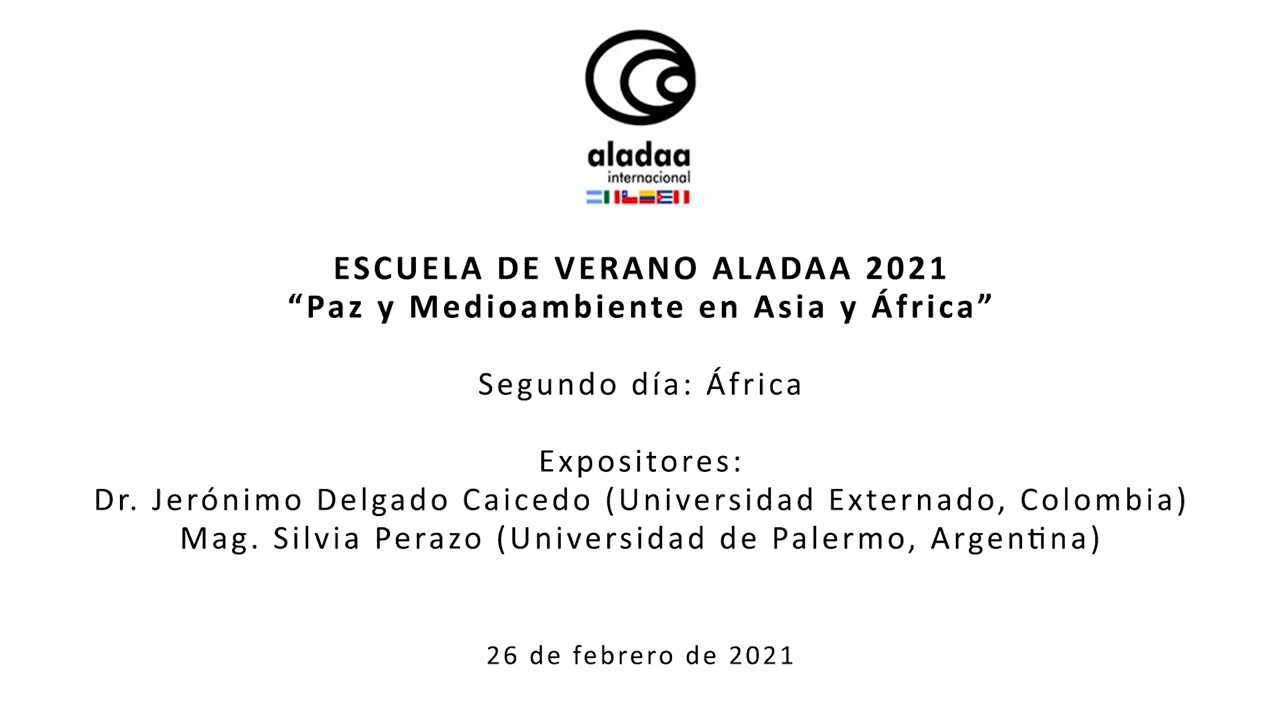 aladaa
internacional
ESCUELA DE VERANO ALADAA 2021
“Paz y Medioambiente en Asia y África”
Segundo día: África
Expositores:
Dr. Jerónimo Delgado Caicedo (Universidad Externado, Colombia)
Mag. Silvia Perazo (Universidad de Palermo, Argentina)
26 de febrero de 2021